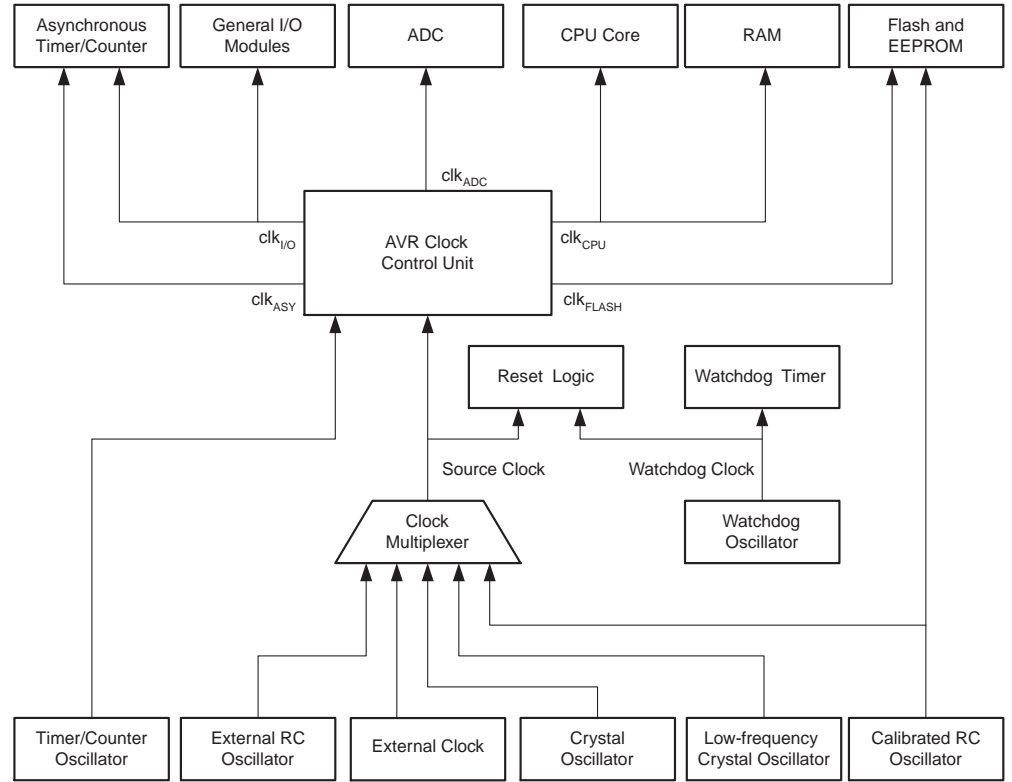 Asynchronous
Timer/Counter
General I/O
Modules
ADC
CPU Core
RAM
Flash and
EEPROM
clkADC
clkI/O
AVR Clock
Control Unit
clkCPU
clkASY
clkFLASH
Reset Logic
Watchdog Timer
Source Clock
Watchdog Clock
Clock
Multiplexer
Watchdog
Oscillator
Timer/Counter
Oscillator
External RC
Oscillator
External Clock
Crystal
Oscillator
Low-frequency
Crystal Oscillator
Calibrated RC
Oscillator